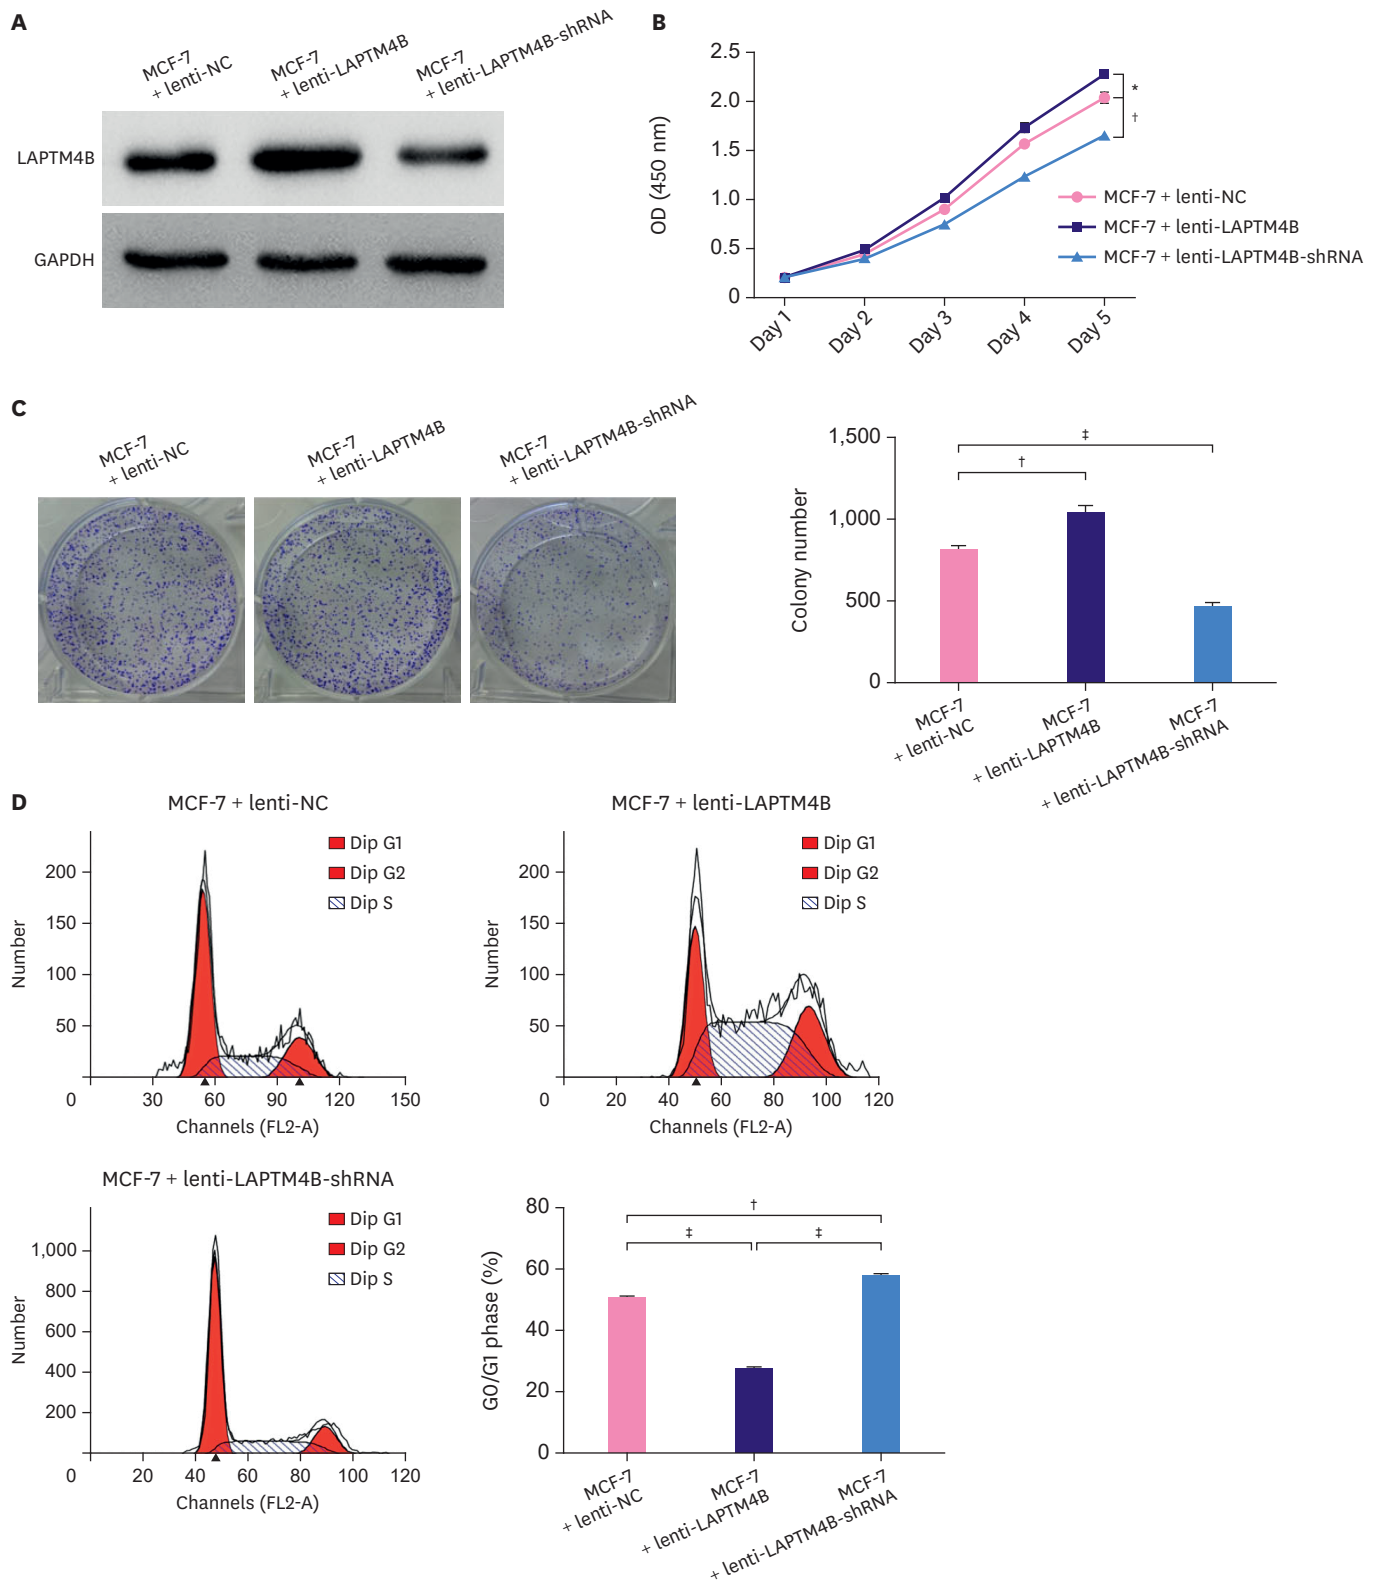 A
MCF-7
+ lenti-NC
MCF-7
+ lenti-LAPTM4B
MCF-7
+ lenti-LAPTM4B-shRNA
LAPTM4B
GAPDH
B
2.5
2.0
1.5
1.0
0.5
0
OD (450 nm)
Day 1
Day 2
Day 3
Day 4
Day 5
*
†
MCF-7 + lenti-NC
MCF-7 + lenti-LAPTM4B
MCF-7 + lenti-LAPTM4B-shRNA
C
MCF-7
+ lenti-NC
MCF-7
+ lenti-LAPTM4B
MCF-7
+ lenti-LAPTM4B-shRNA
1,500
1,000
500
0
Colony number
‡
†
MCF-7
+ lenti-NC
MCF-7
+ lenti-LAPTM4B
MCF-7
+ lenti-LAPTM4B-shRNA
D
MCF-7 + lenti-NC
Dip G1
Dip G2
Dip S
200
150
100
50
Number
0 30 60 90 120 150
Channels (FL2-A)
MCF-7 + lenti-LAPTM4B
Dip G1
Dip G2
Dip S
200
150
100
50
Number
0 20 40 60 80 100 120
Channels (FL2-A)
MCF-7 + lenti-LAPTM4B-shRNA
Dip G1
Dip G2
Dip S
1,000
800
600
400
200
Number
0 20 40 60 80 100 120
Channels (FL2-A)
80
60
40
20
0
G0/G1 phase (%)
†
‡
‡
MCF-7
+ lenti-NC
MCF-7
+ lenti-LAPTM4B
MCF-7
+ lenti-LAPTM4B-shRNA